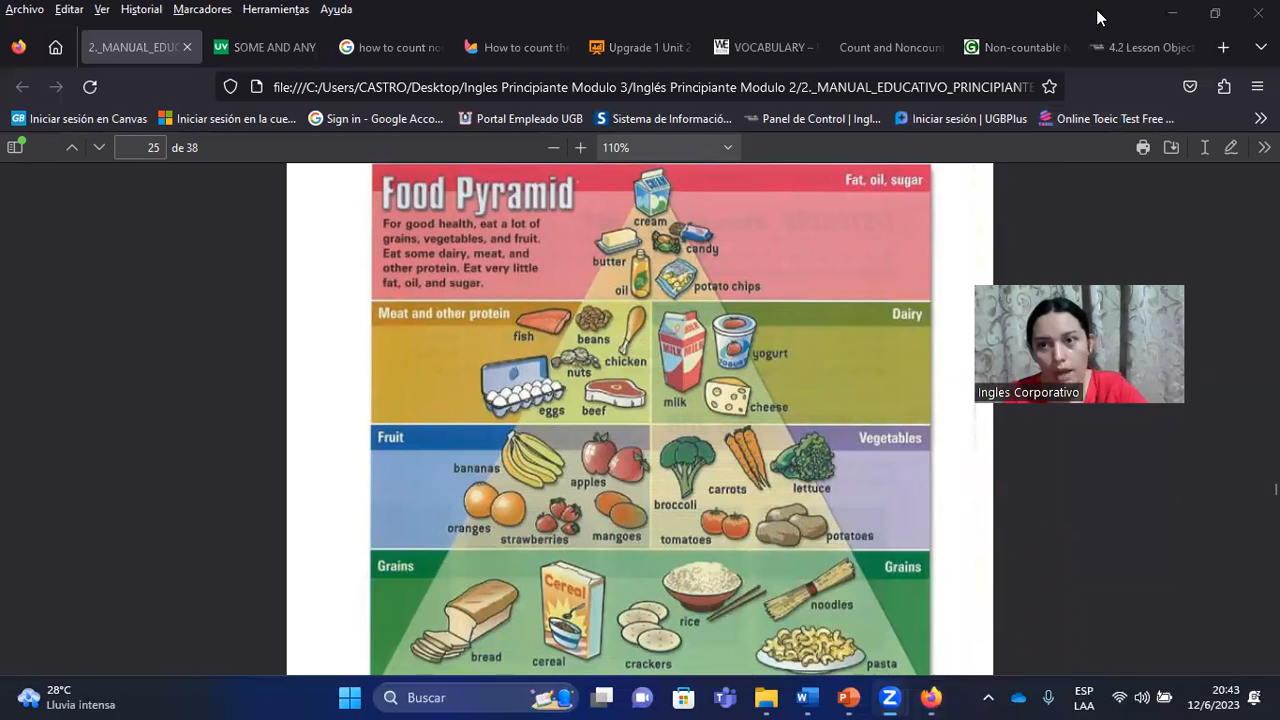 Archivo Editar Ver Historial Marcadores Herramientas Ayuda
2._MANUAL_EDUC
SOME AND ANY
how to count no
How to count the
Upgrade 1 Unit 2
VOCABULARY –
Count and Noncount
Non-countable N
4.2 Lesson Object
file:///C:/Users/CASTRO/Desktop/Ingles Principiante Modulo 3/Inglés Principiante Modulo 2/2._MANUAL_EDUCATIVO_PRINCIPIANTE
GB Iniciar sesión en Canvas
Iniciar sesión en la cue...
Sign in - Google Acco...
Portal Empleado UGB
Sistema de Informació...
Panel de Control | Ingl...
Iniciar sesión | UGBPlus
Online Toeic Test Free ...
25 de 38
110%
Food Pyramid
For good health, eat a lot of
grains, vegetables, and fruit.
Eat some dairy, meat, and
other protein. Eat very little
fat, oil, and sugar.
Fat, oil, sugar
CREAM
cream
butter
candy
oil
potato chips
Meat and other protein
fish
beans
chicken
nuts
eggs
beef
Dairy
MILK
milk
YOGURT
yogurt
cheese
Fruit
bananas
apples
oranges
strawberries
mangoes
Vegetables
broccoli
carrots
lettuce
tomatoes
potatoes
Grains
Grains
bread
Cereal
cereal
crackers
rice
noodles
pasta
Ingles Corporativo
28°C
Lluvia intensa
Buscar
ESP
LAA
20:43
12/6/2023